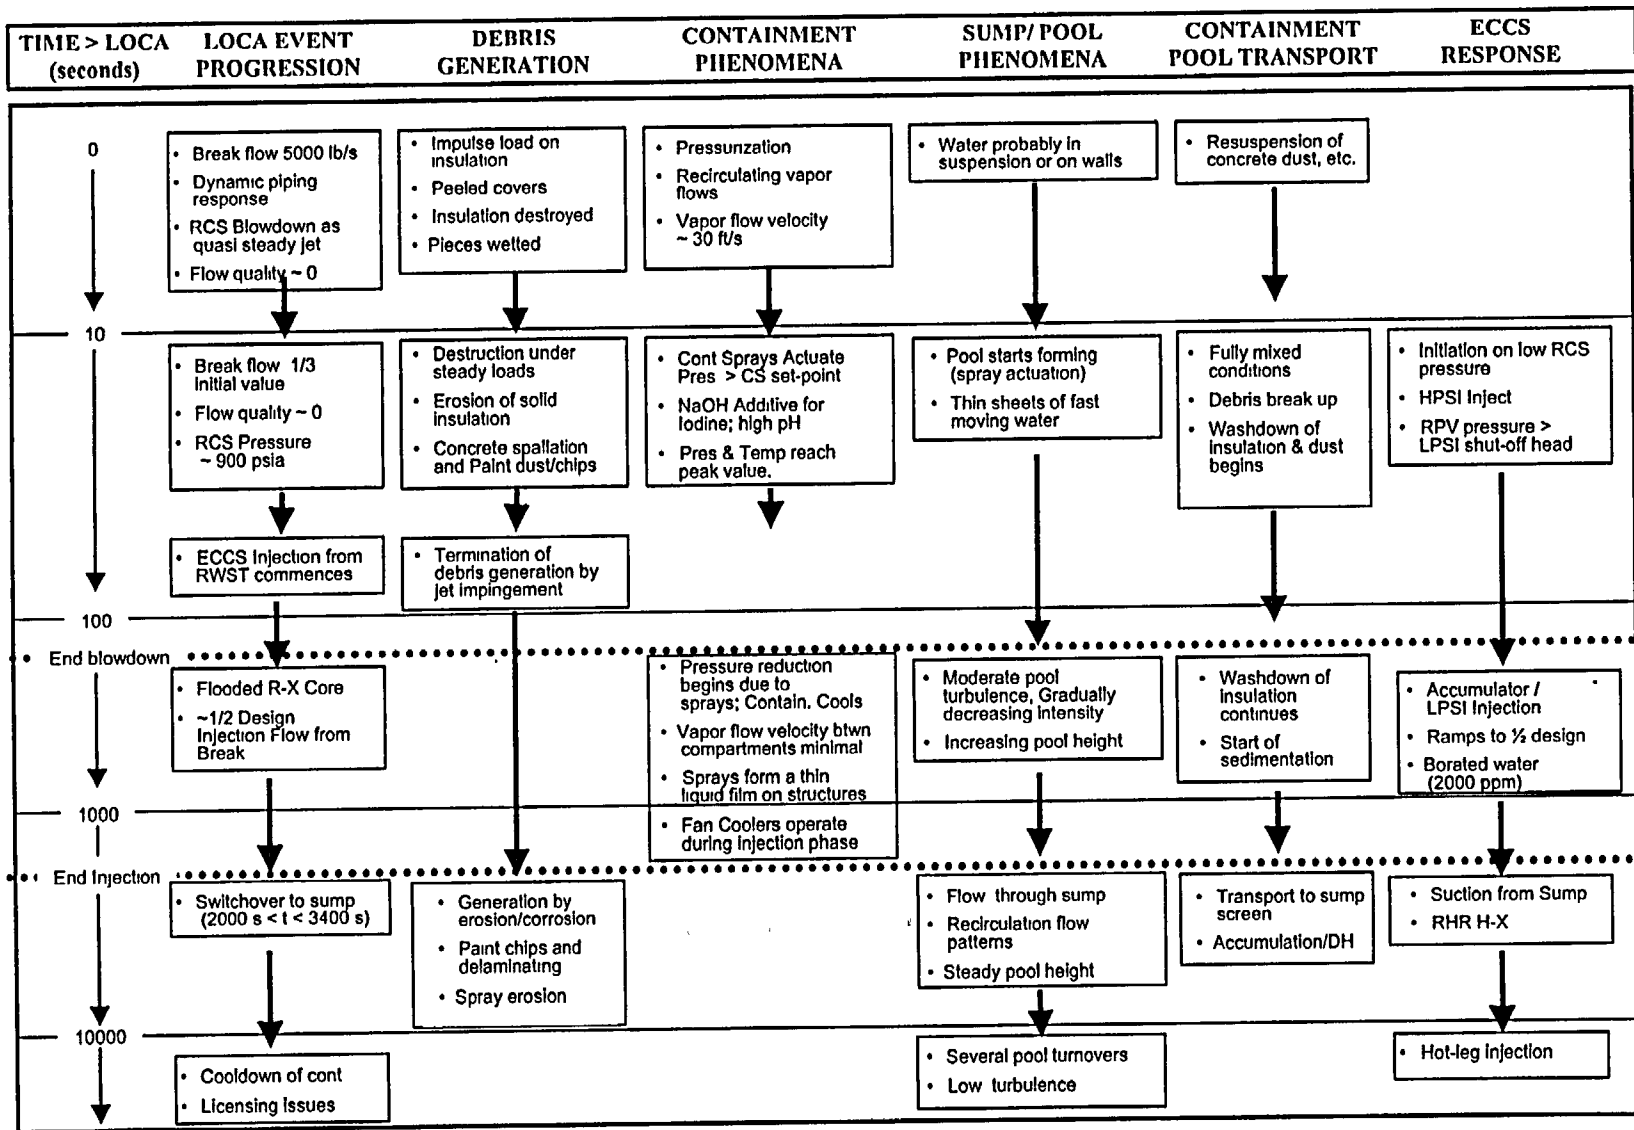 TIME > LOCA
(seconds)
LOCA EVENT
PROGRESSION
DEBRIS
GENERATION
CONTAINMENT
PHENOMENA
SUMP/ POOL
PHENOMENA
CONTAINMENT
POOL TRANSPORT
ECCS
RESPONSE
0
• Break flow 5000 lb/s
• Dynamic piping
response
• RCS Blowdown as
quasi steady jet
• Flow quality ~ 0
• Impulse load on
insulation
• Peeled covers
• Insulation destroyed
• Pieces wetted
• Pressurization
• Recirculating vapor
flows
• Vapor flow velocity
~ 30 ft/s
• Water probably in
suspension or on walls
• Resuspension of
concrete dust, etc.
10
• Break flow 1/3
Initial value
• Flow quality ~ 0
• RCS Pressure
~ 900 psia
• Destruction under
steady loads
• Erosion of solid
insulation
• Concrete spallation
and Paint dust/chips
• Cont Sprays Actuate
Pres > CS set-point
• NaOH Additive for
Iodine; high pH
• Pres & Temp reach
peak value.
• Pool starts forming
(spray actuation)
• Thin sheets of fast
moving water
• Fully mixed
conditions
• Debris break up
• Washdown of
insulation & dust
begins
• Initiation on low RCS
pressure
• HPSI Inject
• RPV pressure >
LPSI shut-off head
• ECCS Injection from
RWST commences
• Termination of
debris generation by
jet impingement
100
End blowdown
• Flooded R-X Core
• ~1/2 Design
Injection Flow from
Break
• Pressure reduction
begins due to
sprays; Contain. Cools
• Vapor flow velocity btwn
compartments minimal
• Sprays form a thin
liquid film on structures
• Fan Coolers operate
during injection phase
• Moderate pool
turbulence, Gradually
decreasing intensity
• Increasing pool height
• Washdown of
insulation
continues
• Start of
sedimentation
• Accumulator /
LPSI Injection
• Ramps to ½ design
• Borated water
(2000 ppm)
1000
End Injection
• Switchover to sump
(2000 s < t < 3400 s)
• Generation by
erosion/corrosion
• Paint chips and
delaminating
• Spray erosion
• Flow through sump
• Recirculation flow
patterns
• Steady pool height
• Transport to sump
screen
• Accumulation/DH
• Suction from Sump
• RHR H-X
10000
• Cooldown of cont
• Licensing Issues
• Several pool turnovers
• Low turbulence
• Hot-leg injection